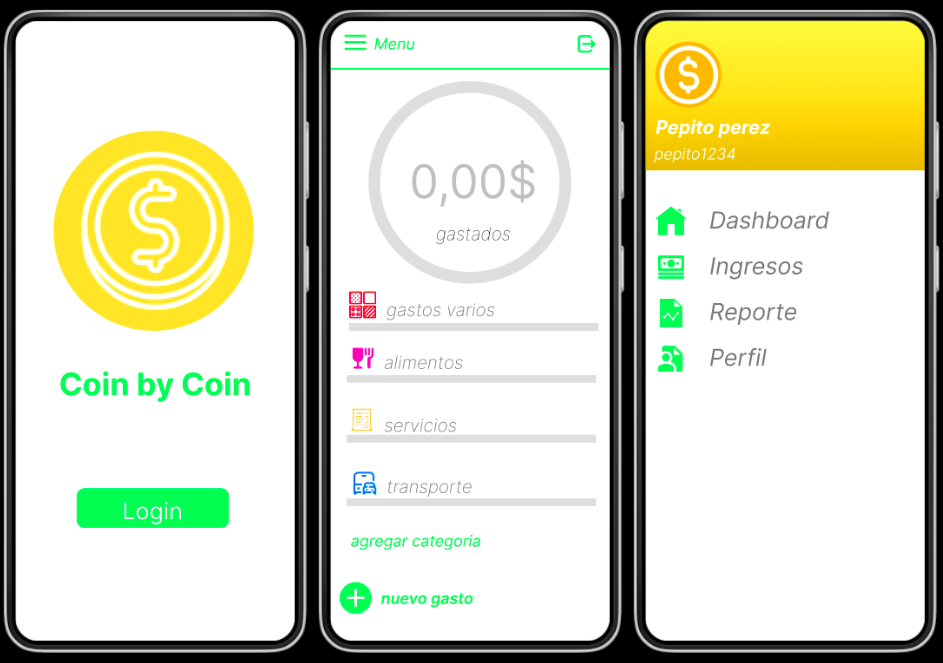 Coin by Coin
Login
Menu
0,00$
gastados
gastos varios
alimentos
servicios
transporte
agregar categoria
nuevo gasto
Pepito perez
pepito1234
Dashboard
Ingresos
Reporte
Perfil